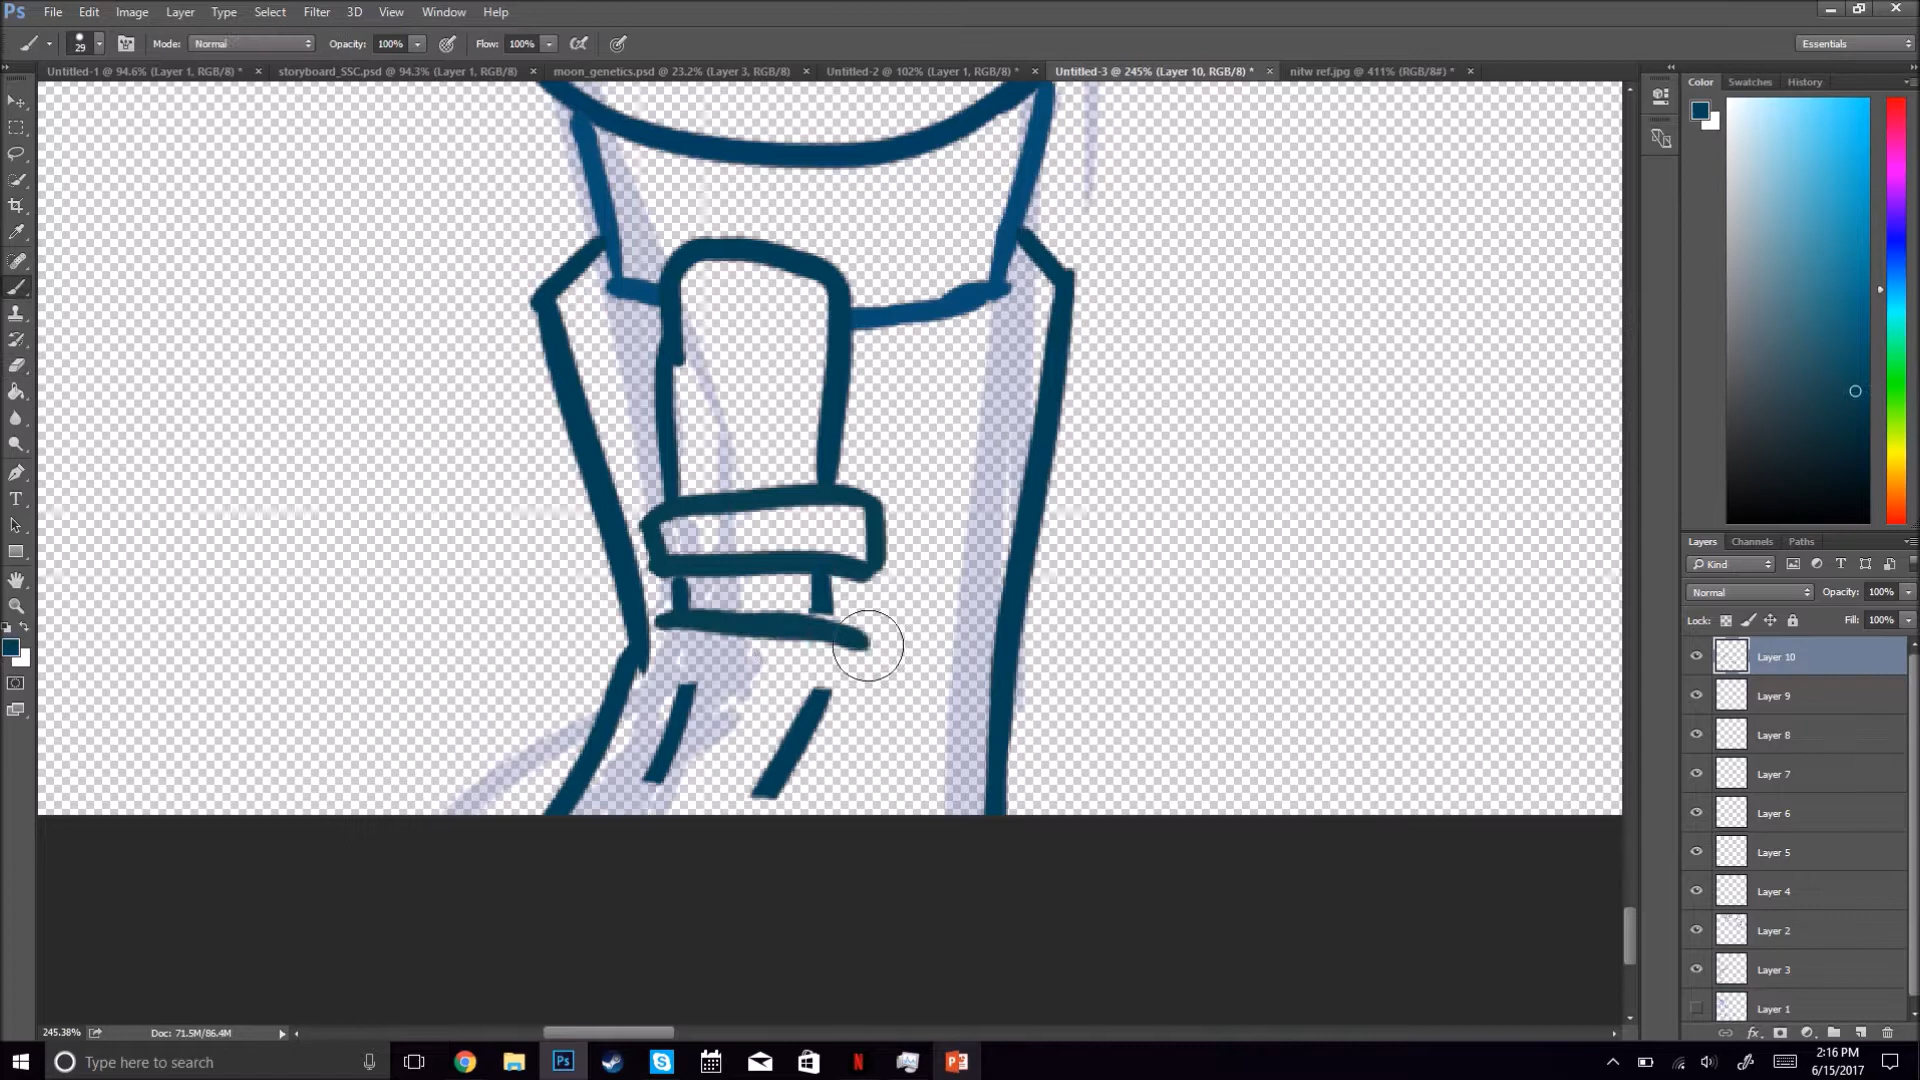 Ps File Edit Image Layer Type Select Filter 3D View Window Help
29 Mode: Normal Opacity: 100% Flow: 100% Essentials
Untitled-1 @ 94.6% (Layer 1, RGB/8) * × storyboard_SSC.psd @ 94.3% (Layer 1, RGB/8) × moon_genetics.psd @ 23.2% (Layer 3, RGB/8) × Untitled-2 @ 102% (Layer 1, RGB/8) * × Untitled-3 @ 245% (Layer 10, RGB/8) * × nitw ref.jpg @ 411% (RGB/8#) * ×
Color Swatches History
Layers Channels Paths
Kind
Normal Opacity: 100%
Lock: Fill: 100%
Layer 10
Layer 9
Layer 8
Layer 7
Layer 6
Layer 5
Layer 4
Layer 2
Layer 3
Layer 1
245.38% Doc: 71.5M/86.4M
Type here to search
2:16 PM
6/15/2017